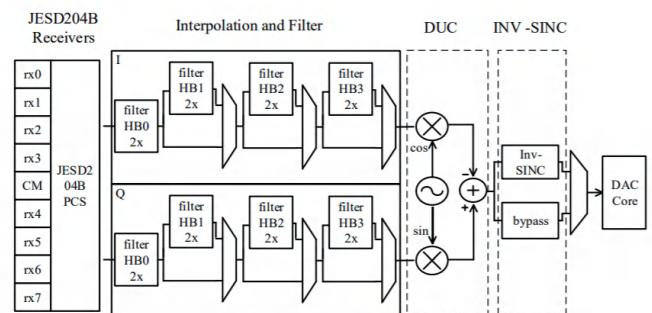 JESD204B
Receivers
Interpolation and Filter
DUC
INV -SINC
rx0
rx1
rx2
rx3
CM
rx4
rx5
rx6
rx7
JESD2
04B
PCS
I
filter
HB0
2x
filter
HB1
2x
filter
HB2
2x
filter
HB3
2x
Q
filter
HB0
2x
filter
HB1
2x
filter
HB2
2x
filter
HB3
2x
cos
sin
-
+
+
Inv-
SINC
bypass
DAC
Core